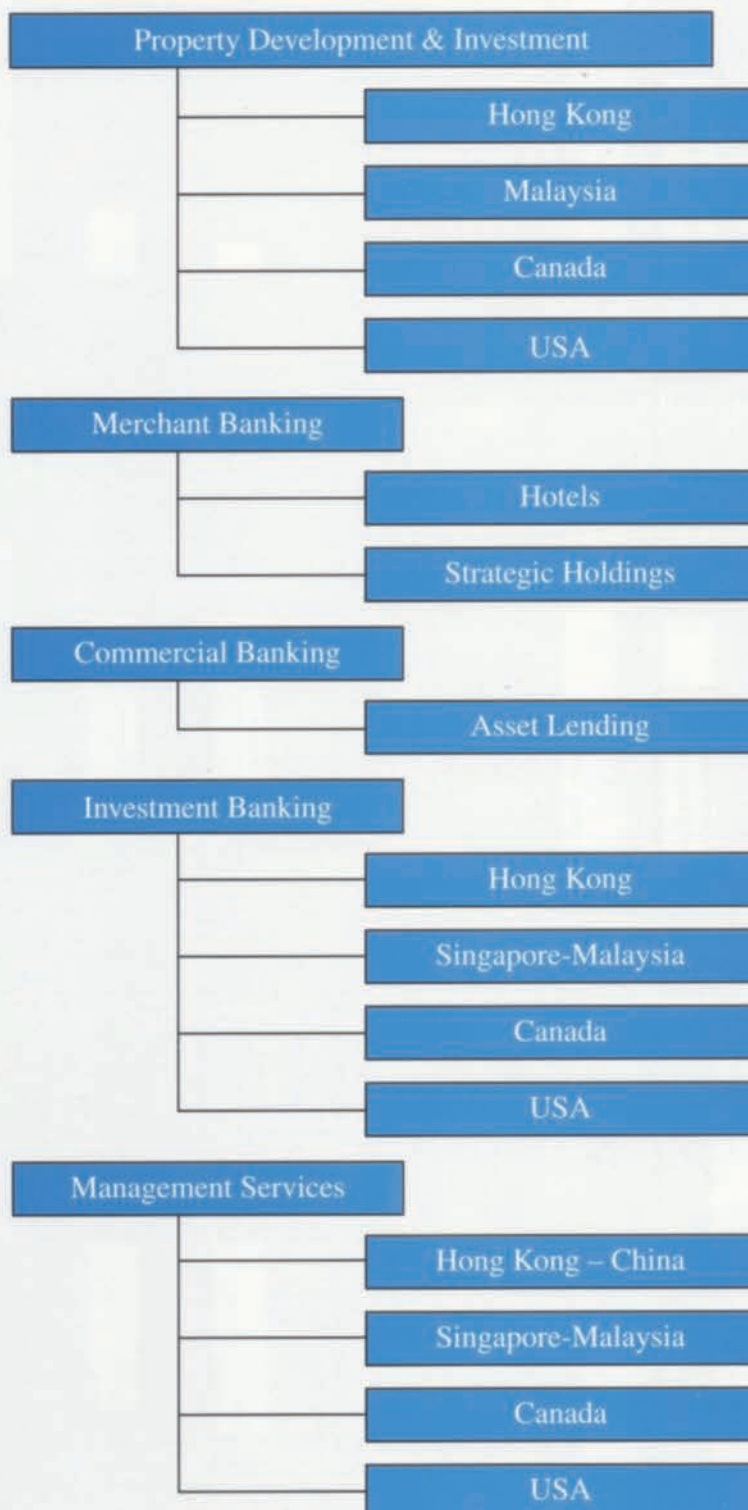 Property Development & Investment
Hong Kong
Malaysia
Canada
USA
Merchant Banking
Hotels
Strategic Holdings
Commercial Banking
Asset Lending
Investment Banking
Hong Kong
Singapore-Malaysia
Canada
USA
Management Services
Hong Kong – China
Singapore-Malaysia
Canada
USA